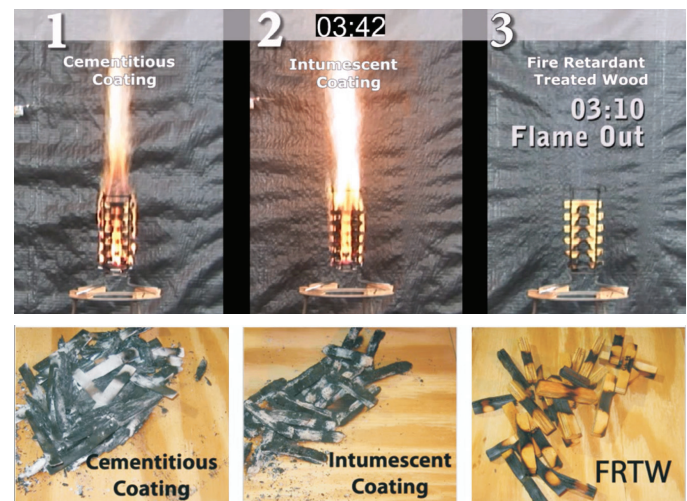 1
Cementitious
Coating
2
03:42
Intumescent
Coating
3
Fire Retardant
Treated Wood
03:10
Flame Out
Cementitious
Coating
Intumescent
Coating
FRTW